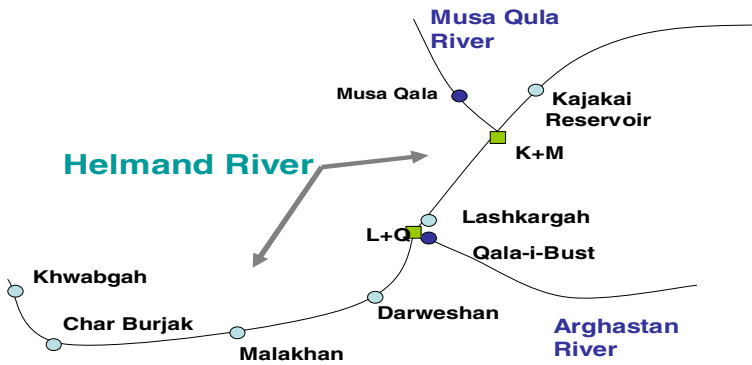 Musa Qula
River
Musa Qala
Kajakai
Reservoir
K+M
Helmand River
Lashkargah
L+Q
Qala-i-Bust
Khwabgah
Darweshan
Char Burjak
Malakhan
Arghastan
River